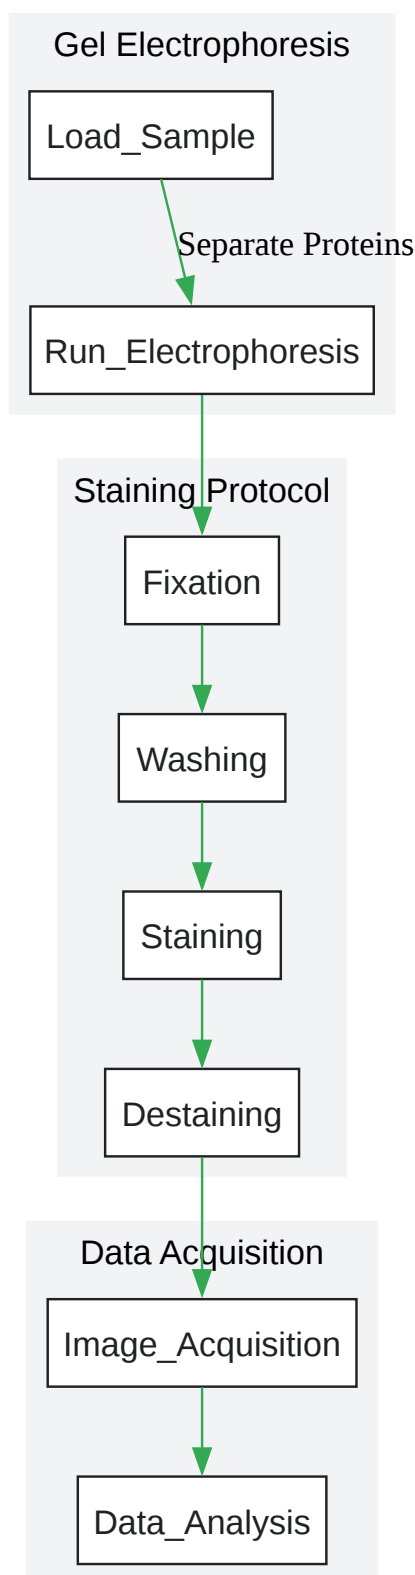 Gel Electrophoresis
Load_Sample
Separate Proteins
Run_Electrophoresis
Staining Protocol
Fixation
Washing
Staining
Destaining
Data Acquisition
Image_Acquisition
Data_Analysis